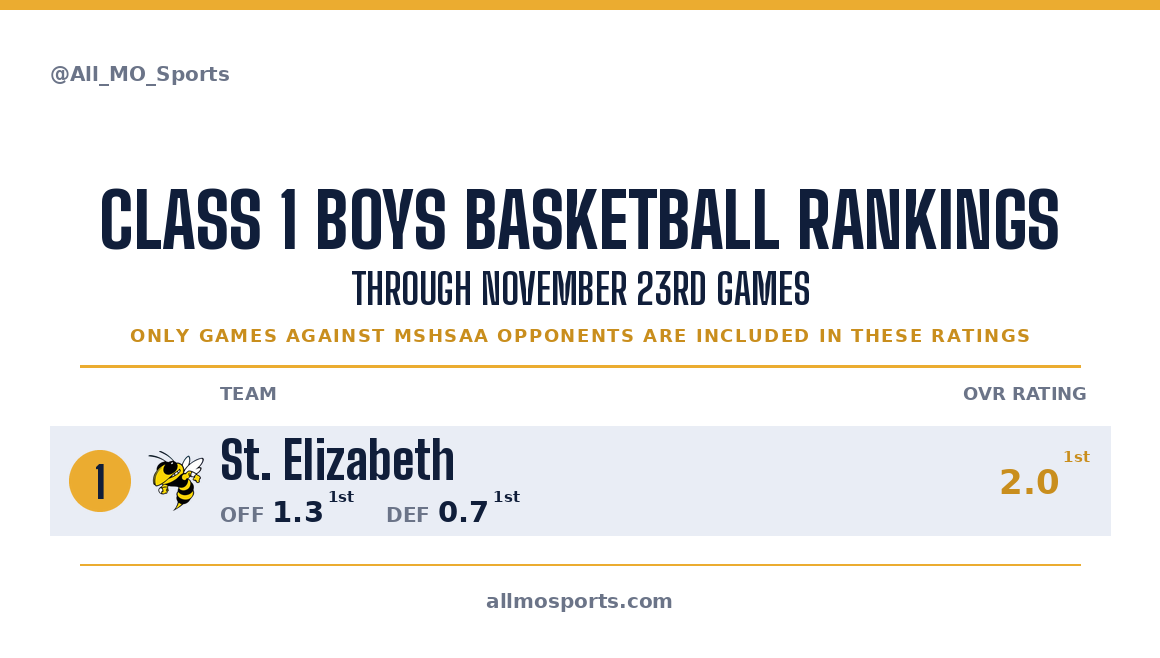 @All_MO_Sports
CLASS 1 BOYS BASKETBALL RANKINGS
THROUGH NOVEMBER 23RD GAMES
ONLY GAMES AGAINST MSHSAA OPPONENTS ARE INCLUDED IN THESE RATINGS
TEAM OVR RATING
1 St. Elizabeth 2.0 1st
OFF 1.3 1st DEF 0.7 1st
allmosports.com